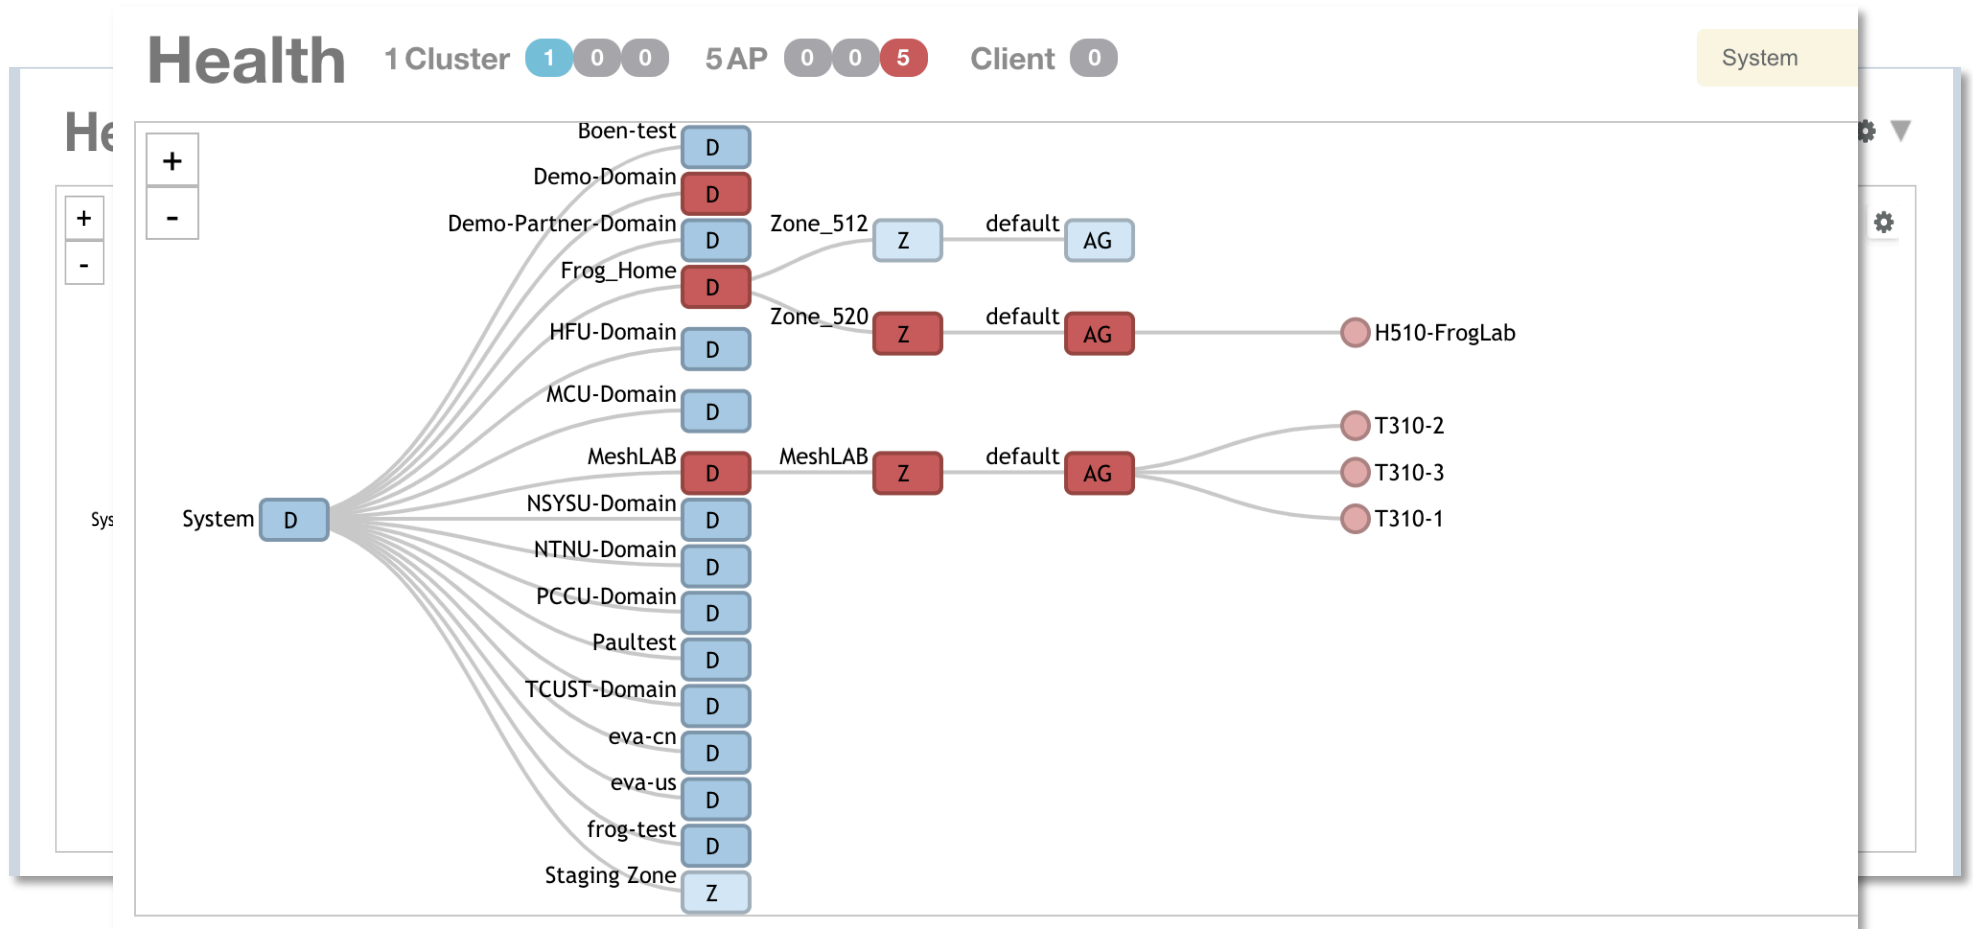 Health 1 Cluster 1 0 0 5 AP 0 0 5 Client 0 System
He
+
-
+
-
Boen-test D
Demo-Domain D
Demo-Partner-Domain D Zone_512 Z default AG
Frog_Home D
Zone_520 Z default AG H510-FrogLab
HFU-Domain D
MCU-Domain D
T310-2
MeshLAB D MeshLAB Z default AG T310-3
NSYSU-Domain D
Sys System D T310-1
NTNU-Domain D
PCCU-Domain D
Paultest D
TCUST-Domain D
eva-cn D
eva-us D
frog-test D
Staging Zone Z